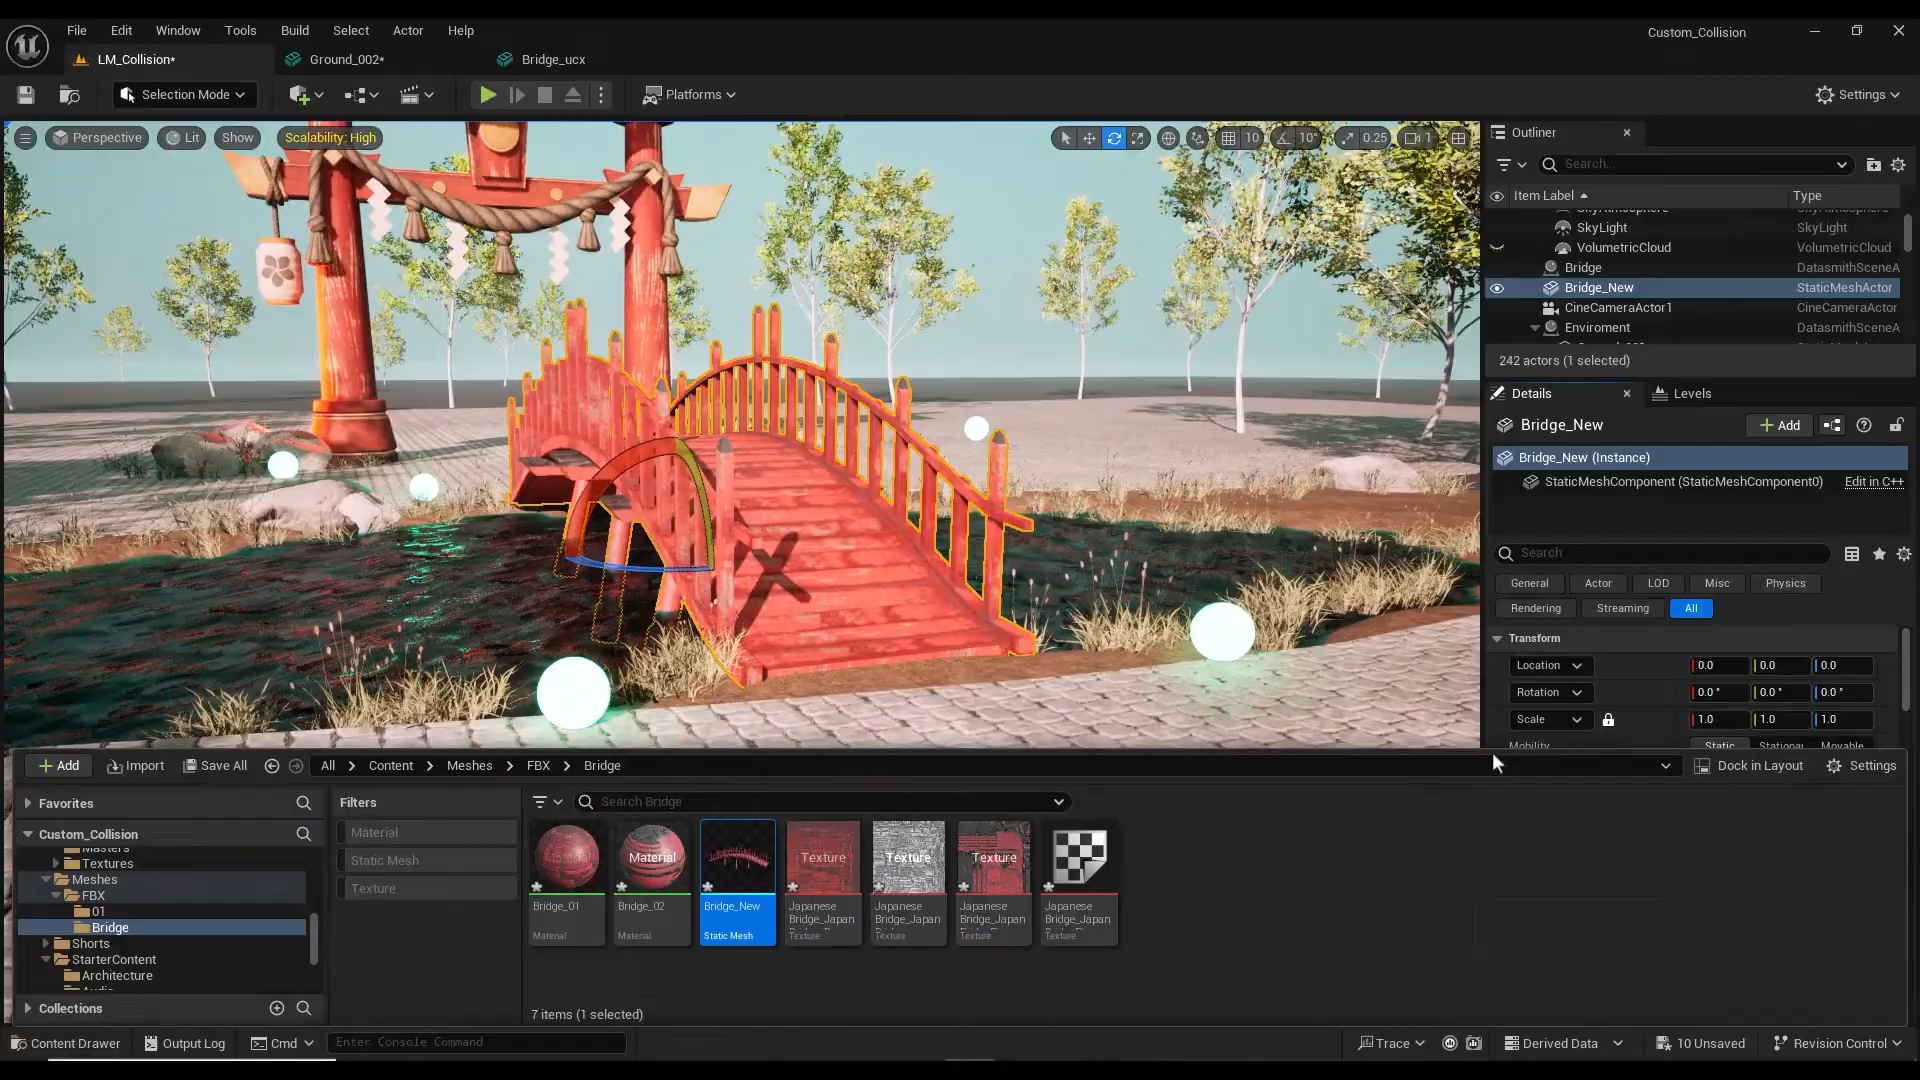 File Edit Window Tools Build Select Actor Help
Custom_Collision
LM_Collision*
Ground_002*
Bridge_ucx
Selection Mode
Platforms
Settings
Perspective
Lit
Show
Scalability: High
10
10°
0.25
1
Outliner
Search...
Item Label
Type
SkyAtmosphere
SkyAtmosphere
SkyLight
SkyLight
VolumetricCloud
VolumetricCloud
Bridge
DatasmithSceneA
Bridge_New
StaticMeshActor
CineCameraActor1
CineCameraActor
Enviroment
DatasmithSceneA
242 actors (1 selected)
Details
Levels
Bridge_New
Add
Bridge_New (Instance)
StaticMeshComponent (StaticMeshComponent0)
Edit in C++
Search
General
Actor
LOD
Misc
Physics
Rendering
Streaming
All
Transform
Location
0.0
0.0
0.0
Rotation
0.0 °
0.0 °
0.0 °
Scale
1.0
1.0
1.0
Mobility
Static
Stationa
Movable
Add
Import
Save All
All
Content
Meshes
FBX
Bridge
Dock in Layout
Settings
Favorites
Custom_Collision
Masters
Textures
Meshes
FBX
01
Bridge
Shorts
StarterContent
Architecture
Audio
Collections
Filters
Material
Static Mesh
Texture
Search Bridge
Material
Bridge_01
Material
Material
Bridge_02
Material
Bridge_New
Static Mesh
Texture
Japanese
Bridge_Japan
Texture
Texture
Japanese
Bridge_Japan
Texture
Texture
Japanese
Bridge_Japan
Texture
Japanese
Bridge_Japan
Texture
7 items (1 selected)
Content Drawer
Output Log
Cmd
Enter Console Command
Trace
Derived Data
10 Unsaved
Revision Control